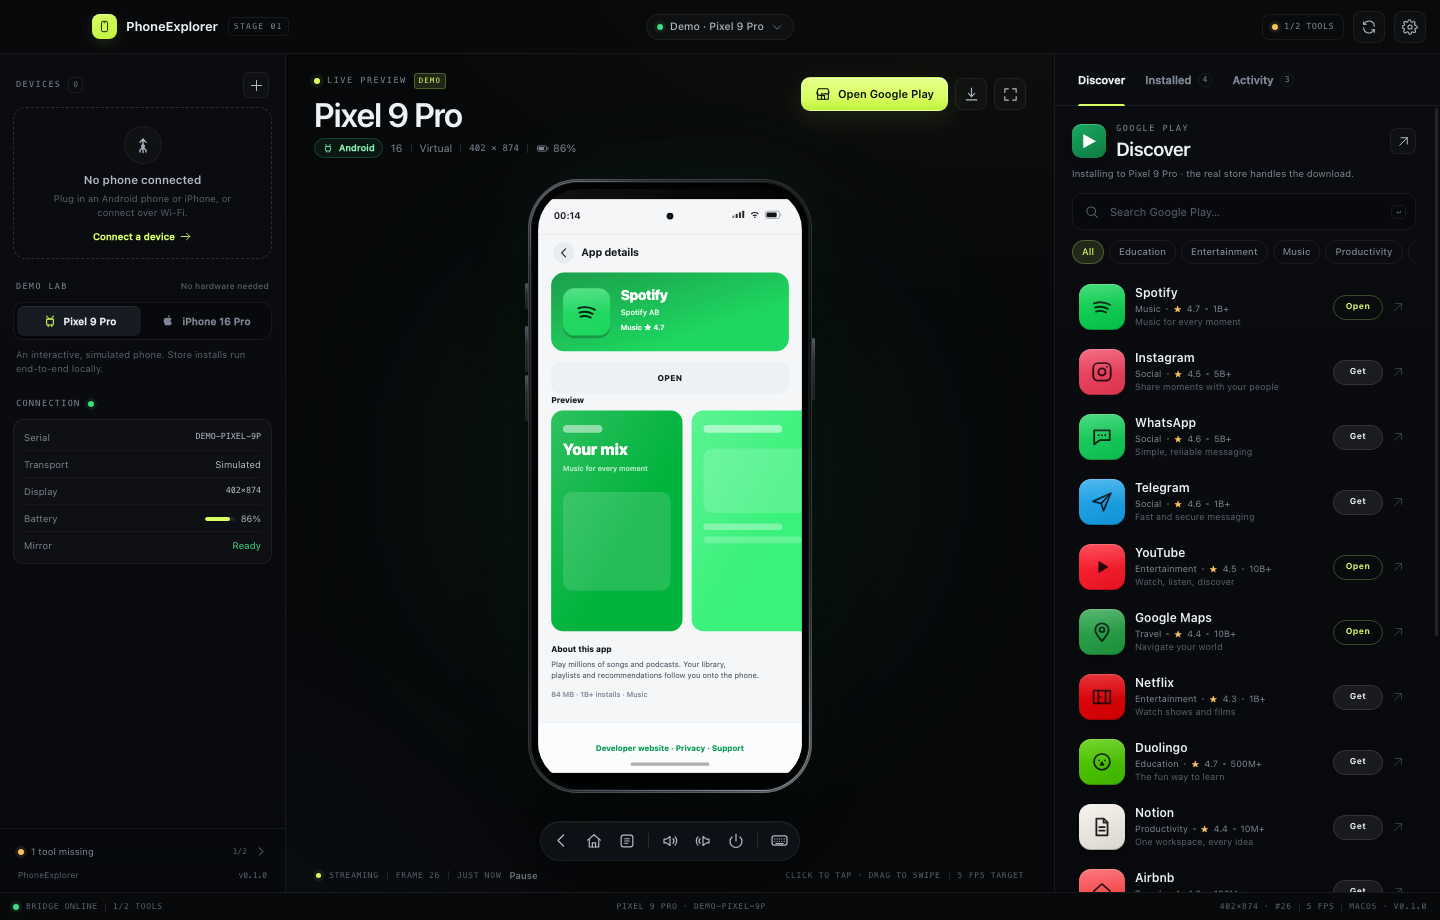 PhoneExplorer STAGE 01
Demo · Pixel 9 Pro
1/2 TOOLS
DEVICES 0
No phone connected
Plug in an Android phone or iPhone, or
connect over Wi-Fi.
Connect a device →
DEMO LAB No hardware needed
Pixel 9 Pro iPhone 16 Pro
An interactive, simulated phone. Store installs run
end-to-end locally.
CONNECTION
Serial DEMO-PIXEL-9P
Transport Simulated
Display 402×874
Battery 86%
Mirror Ready
1 tool missing 1/2
PhoneExplorer v0.1.0
LIVE PREVIEW DEMO
Pixel 9 Pro
Android 16 Virtual 402 × 874 86%
Open Google Play
00:14
App details
Spotify
Spotify AB
Music ★ 4.7
OPEN
Preview
Your mix
Music for every moment
About this app
Play millions of songs and podcasts. Your library,
playlists and recommendations follow you onto the phone.
84 MB · 1B+ installs · Music
Developer website · Privacy · Support
STREAMING FRAME 26 JUST NOW Pause
CLICK TO TAP · DRAG TO SWIPE 5 FPS TARGET
Discover Installed 4 Activity 3
GOOGLE PLAY
Discover
Installing to Pixel 9 Pro · the real store handles the download.
Search Google Play…
All Education Entertainment Music Productivity
Spotify
Music · ★ 4.7 · 1B+
Music for every moment
Open
Instagram
Social · ★ 4.5 · 5B+
Share moments with your people
Get
WhatsApp
Social · ★ 4.6 · 5B+
Simple, reliable messaging
Get
Telegram
Social · ★ 4.6 · 1B+
Fast and secure messaging
Get
YouTube
Entertainment · ★ 4.5 · 10B+
Watch, listen, discover
Open
Google Maps
Travel · ★ 4.4 · 10B+
Navigate your world
Open
Netflix
Entertainment · ★ 4.3 · 1B+
Watch shows and films
Get
Duolingo
Education · ★ 4.7 · 500M+
The fun way to learn
Get
Notion
Productivity · ★ 4.4 · 10M+
One workspace, every idea
Get
Airbnb
Get
BRIDGE ONLINE 1/2 TOOLS
PIXEL 9 PRO · DEMO-PIXEL-9P
402×874 · #26 5 FPS MACOS · V0.1.0